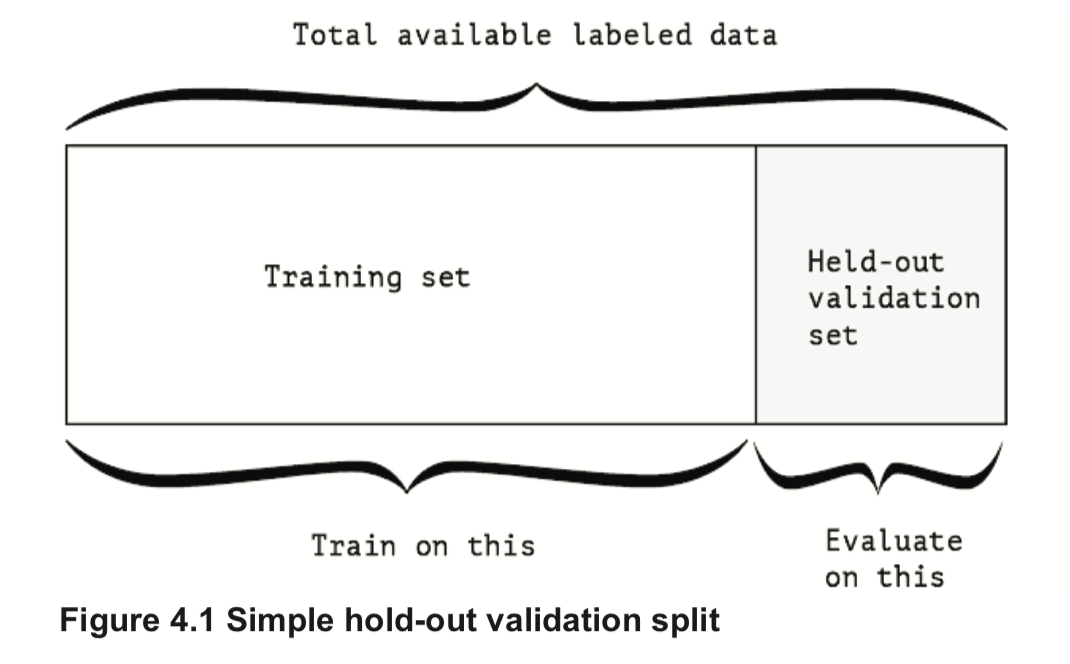 Total available labeled data
Training set
Held-out
validation
set
Train on this
Evaluate
on this
Figure 4.1 Simple hold-out validation split